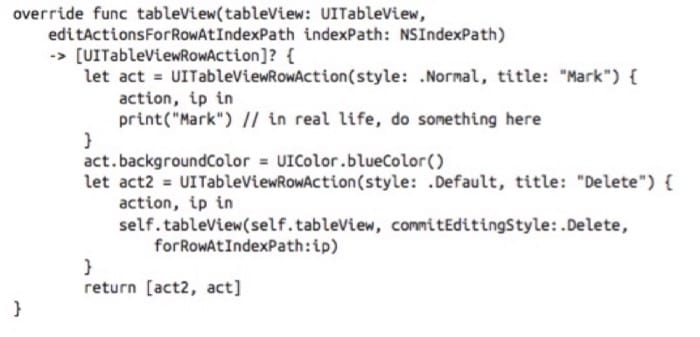 override func tableView(tableView: UITableView,
    editActionsForRowAtIndexPath indexPath: NSIndexPath)
    -> [UITableViewRowAction]? {
        let act = UITableViewRowAction(style: .Normal, title: "Mark") {
            action, ip in
            print("Mark") // in real life, do something here
        }
        act.backgroundColor = UIColor.blueColor()
        let act2 = UITableViewRowAction(style: .Default, title: "Delete") {
            action, ip in
            self.tableView(self.tableView, commitEditingStyle:.Delete,
                forRowAtIndexPath:ip)
        }
        return [act2, act]
}